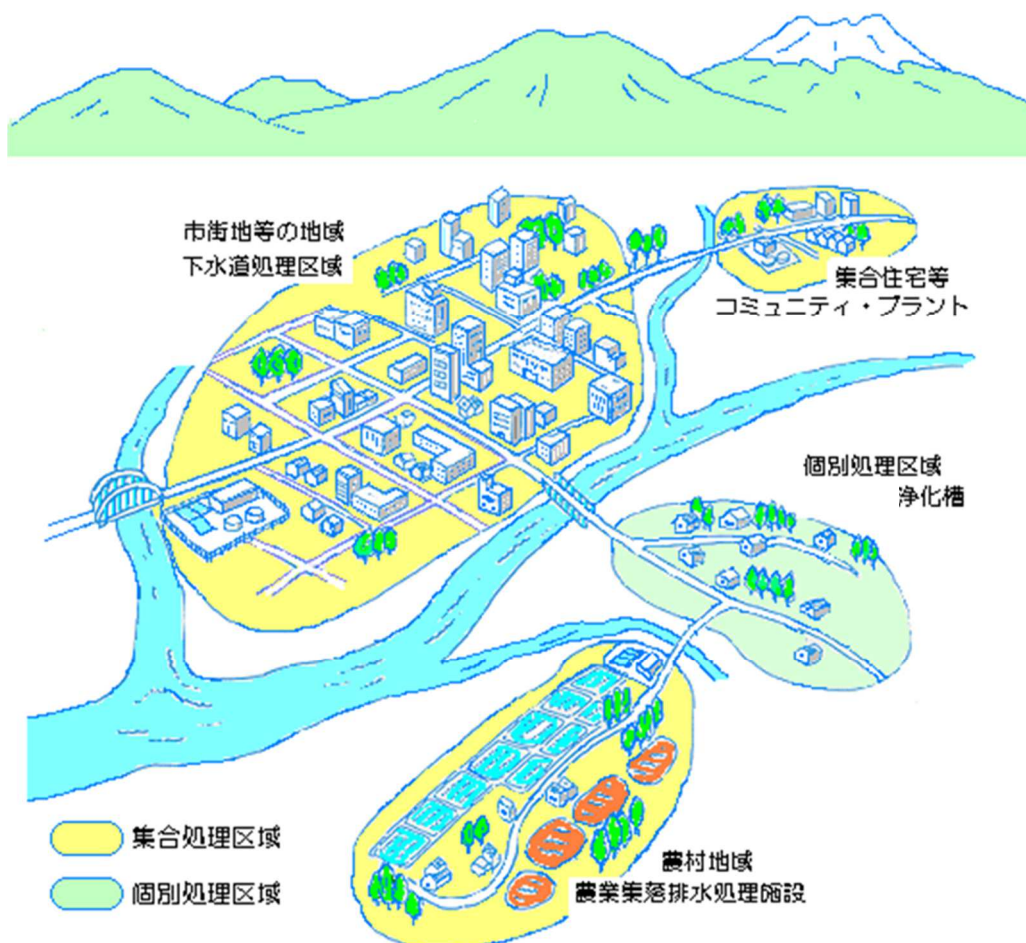 市街地等の地域
下水道処理区域
集合住宅等
コミュニティ・プラント
個別処理区域
浄化槽
農村地域
農業集落排水処理施設
集合処理区域
個別処理区域